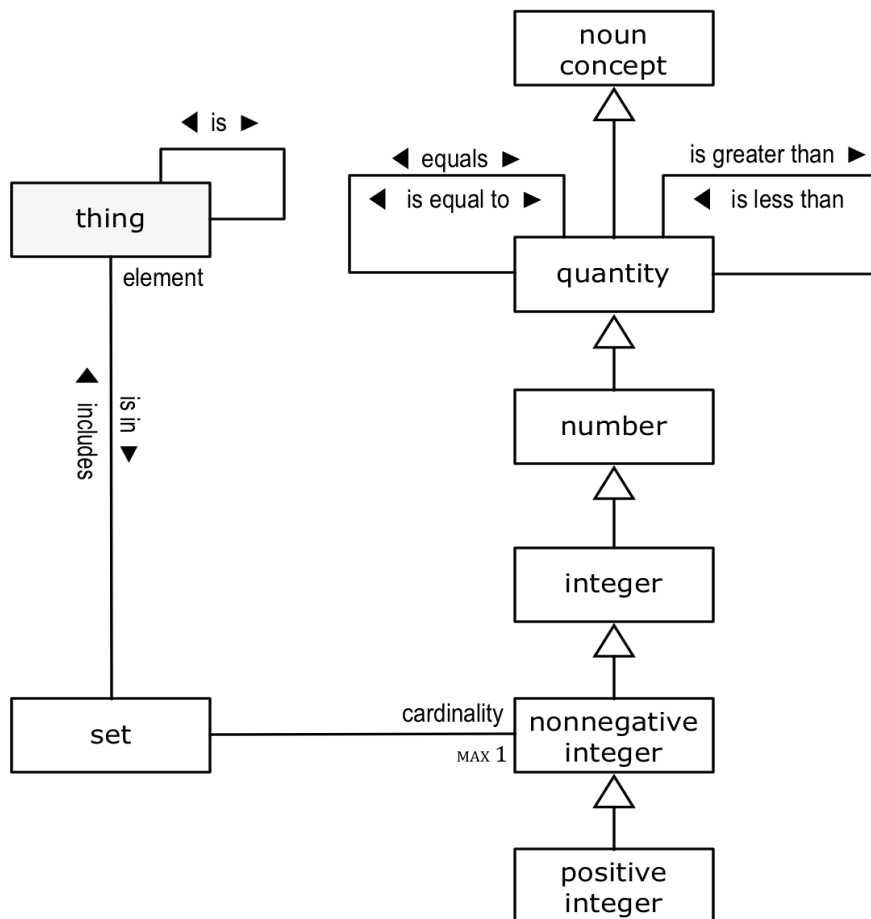 noun
concept
◄ is ►
◄ equals ►
is greater than ►
◄ is equal to ►
◄ is less than
thing
element
quantity
◄ includes
is in ►
number
integer
set
cardinality
MAX 1
nonnegative
integer
positive
integer